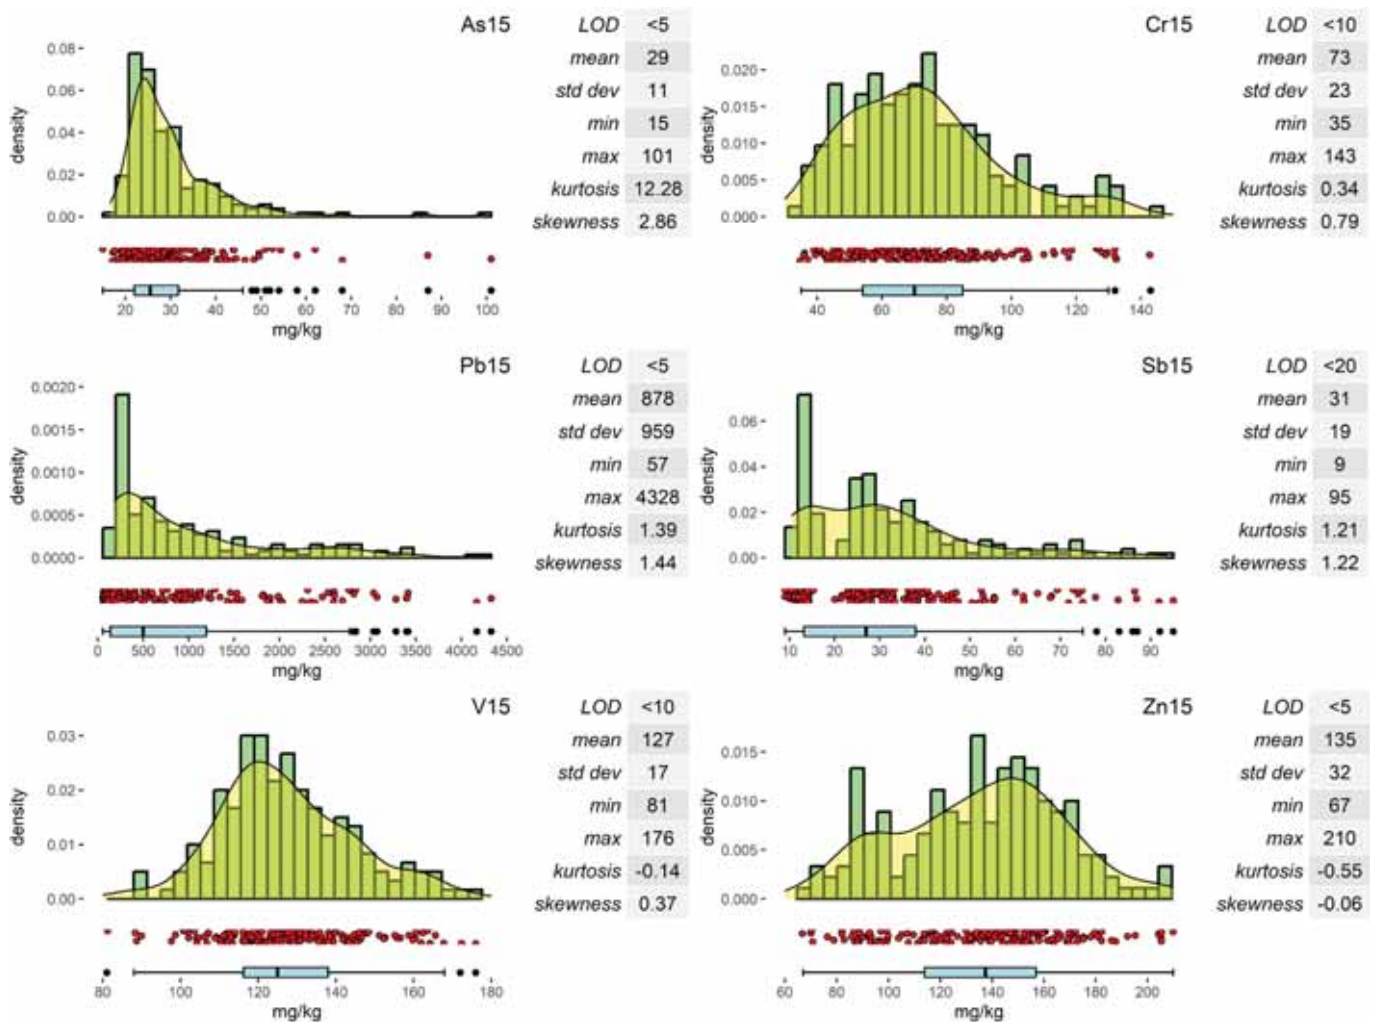 As15
LOD <5
mean 29
std dev 11
min 15
max 101
kurtosis 12.28
skewness 2.86
density
0.08
0.06
0.04
0.02
0.00
20 30 40 50 60 70 80 90 100
mg/kg
Cr15
LOD <10
mean 73
std dev 23
min 35
max 143
kurtosis 0.34
skewness 0.79
density
0.020
0.015
0.010
0.005
0.000
40 60 80 100 120 140
mg/kg
Pb15
LOD <5
mean 878
std dev 959
min 57
max 4328
kurtosis 1.39
skewness 1.44
density
0.0020
0.0015
0.0010
0.0005
0.0000
0 500 1000 1500 2000 2500 3000 3500 4000 4500
mg/kg
Sb15
LOD <20
mean 31
std dev 19
min 9
max 95
kurtosis 1.21
skewness 1.22
density
0.06
0.04
0.02
0.00
10 20 30 40 50 60 70 80 90
mg/kg
V15
LOD <10
mean 127
std dev 17
min 81
max 176
kurtosis -0.14
skewness 0.37
density
0.03
0.02
0.01
0.00
80 100 120 140 160 180
mg/kg
Zn15
LOD <5
mean 135
std dev 32
min 67
max 210
kurtosis -0.55
skewness -0.06
density
0.015
0.010
0.005
0.000
60 80 100 120 140 160 180 200
mg/kg